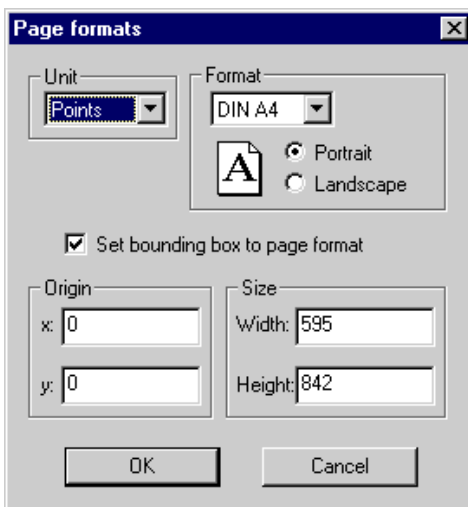 Page formats
Unit
Points
Format
DIN A4
A
Portrait
Landscape
Set bounding box to page format
Origin
x: 0
y: 0
Size
Width: 595
Height: 842
OK
Cancel